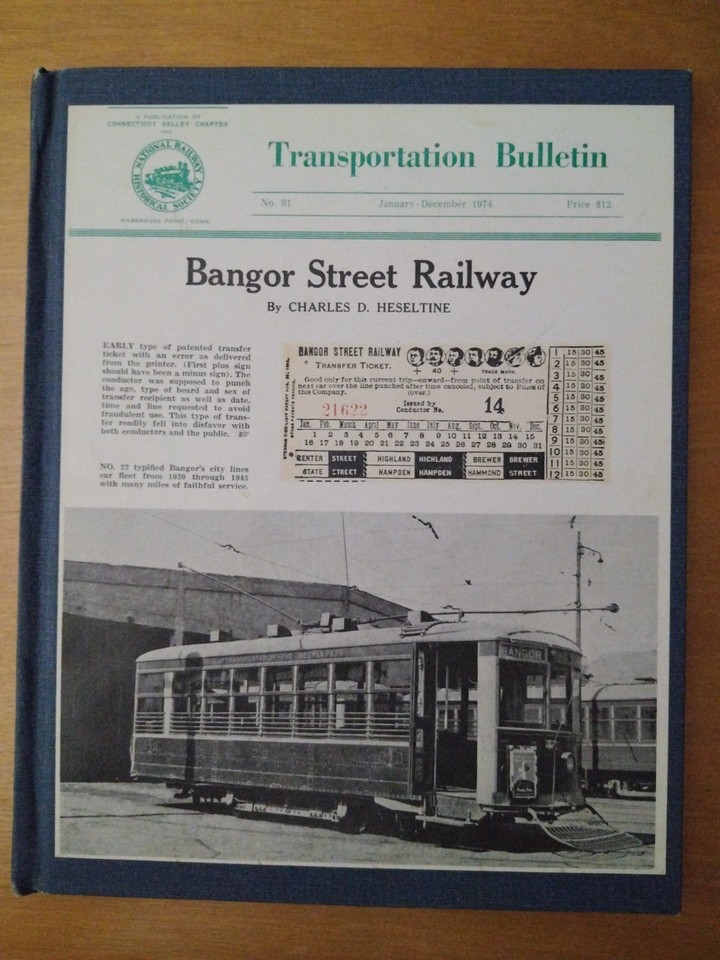 A PUBLICATION OF
CONNECTICUT VALLEY CHAPTER
INC.
NATIONAL RAILWAY
HISTORICAL SOCIETY
WAREHOUSE POINT, CONN.
Transportation Bulletin
No. 81 January-December 1974. Price $12.
Bangor Street Railway
By CHARLES D. HESELTINE
EARLY type of patented transfer
ticket with an error as delivered
from the printer. (First plus sign
should have been a minus sign). The
conductor was supposed to punch
the age, type of board and sex of
transfer recipient as well as date,
time and line requested to avoid
fraudulent use. This type of trans-
fer readily fell into disfavor with
both conductors and the public.
NO. 22 typified Bangor's city lines
car fleet from 1920 through 1945
with many miles of faithful service.
BANGOR STREET RAILWAY
TRANSFER TICKET.
+ 40 + TRADE MARK.
Good only for this current trip—onward—from point of transfer on
next car over the line punched after time canceled, subject to Rules of
this Company. (over.)
21622 Issued by
Conductor No. 14
Jan. Feb. March April May June July Aug. Sept. Oct. Nov. Dec.
1 2 3 4 5 6 7 8 9 10 11 12 13 14 15
16 17 18 19 20 21 22 23 24 25 26 27 28 29 30 31
CENTER STREET HIGHLAND HIGHLAND BREWER BREWER
STATE STREET HAMPDEN HAMPDEN HAMMOND STREET
1 15 30 45
2 15 30 45
3 15 30 45
4 15 30 45
5 15 30 45
6 15 30 45
7 15 30 45
8 15 30 45
9 15 30 45
10 15 30 45
11 15 30 45
12 15 30 45
BANGOR